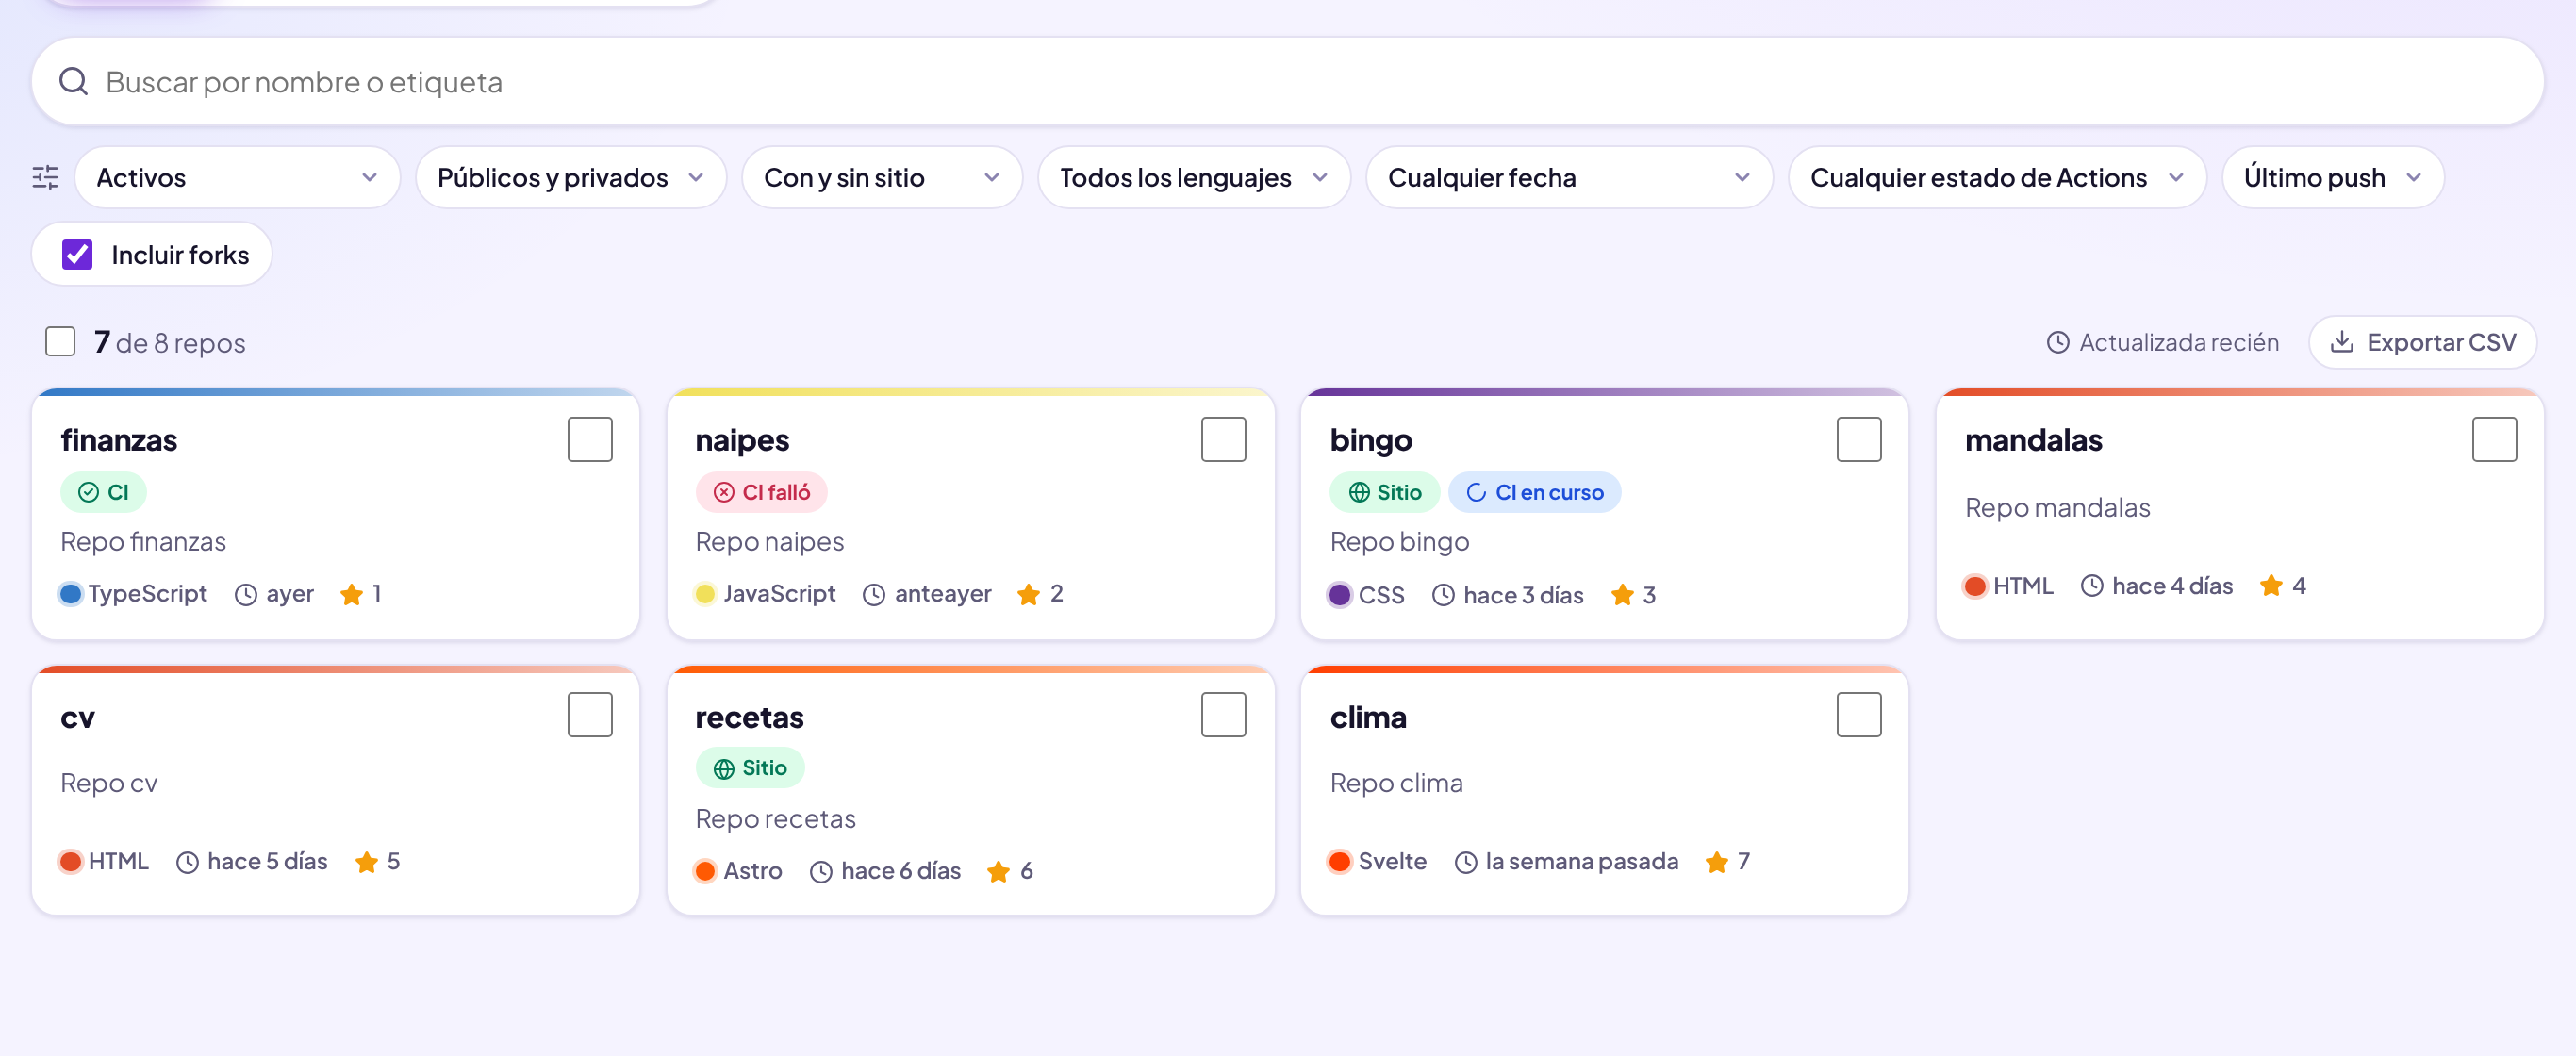 Buscar por nombre o etiqueta
Activos
Públicos y privados
Con y sin sitio
Todos los lenguajes
Cualquier fecha
Cualquier estado de Actions
Último push
Incluir forks
7 de 8 repos
Actualizada recién
Exportar CSV
finanzas
CI
Repo finanzas
TypeScript ayer 1
naipes
CI falló
Repo naipes
JavaScript anteayer 2
bingo
Sitio CI en curso
Repo bingo
CSS hace 3 días 3
mandalas
Repo mandalas
HTML hace 4 días 4
cv
Repo cv
HTML hace 5 días 5
recetas
Sitio
Repo recetas
Astro hace 6 días 6
clima
Repo clima
Svelte la semana pasada 7